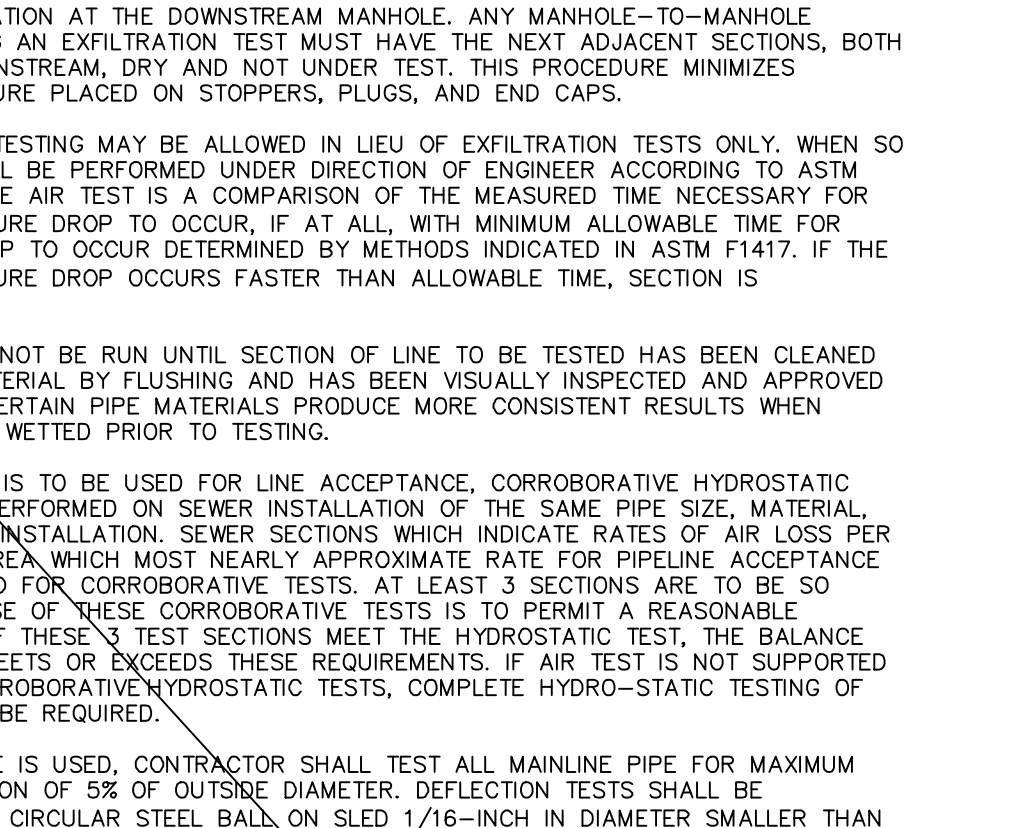 AT THE DOWNSTREAM MANHOLE. ANY MANHOLE-TO-MANHOLE
AN EXFILTRATION TEST MUST HAVE THE NEXT ADJACENT SECTIONS, BOTH
DRY AND NOT UNDER TEST. THIS PROCEDURE MINIMIZES
PLACED ON STOPPERS, PLUGS, AND END CAPS.
TESTING MAY BE ALLOWED IN LIEU OF EXFILTRATION TESTS ONLY. WHEN SO
BE PERFORMED UNDER DIRECTION OF ENGINEER ACCORDING TO ASTM
AIR TEST IS A COMPARISON OF THE MEASURED TIME NECESSARY FOR
DROP TO OCCUR, IF AT ALL, WITH MINIMUM ALLOWABLE TIME FOR
TO OCCUR DETERMINED BY METHODS INDICATED IN ASTM F1417. IF THE
DROP OCCURS FASTER THAN ALLOWABLE TIME, SECTION IS
NOT BE RUN UNTIL SECTION OF LINE TO BE TESTED HAS BEEN CLEANED
BY FLUSHING AND HAS BEEN VISUALLY INSPECTED AND APPROVED
PIPE MATERIALS PRODUCE MORE CONSISTENT RESULTS WHEN
WETTED PRIOR TO TESTING.
IS TO BE USED FOR LINE ACCEPTANCE, CORROBORATIVE HYDROSTATIC
ON SEWER INSTALLATION OF THE SAME PIPE SIZE, MATERIAL,
INSTALLATION. SEWER SECTIONS WHICH INDICATE RATES OF AIR LOSS PER
WHICH MOST NEARLY APPROXIMATE RATE FOR PIPELINE ACCEPTANCE
FOR CORROBORATIVE TESTS. AT LEAST 3 SECTIONS ARE TO BE SO
OF THESE CORROBORATIVE TESTS IS TO PERMIT A REASONABLE
THESE 3 TEST SECTIONS MEET THE HYDROSTATIC TEST, THE BALANCE
OR EXCEEDS THESE REQUIREMENTS. IF AIR TEST IS NOT SUPPORTED
HYDROSTATIC TESTS, COMPLETE HYDRO-STATIC TESTING OF
BE REQUIRED.
IS USED, CONTRACTOR SHALL TEST ALL MAINLINE PIPE FOR MAXIMUM
OF 5% OF OUTSIDE DIAMETER. DEFLECTION TESTS SHALL BE
CIRCULAR STEEL BALL ON SLED 1/16-INCH IN DIAMETER SMALLER THAN